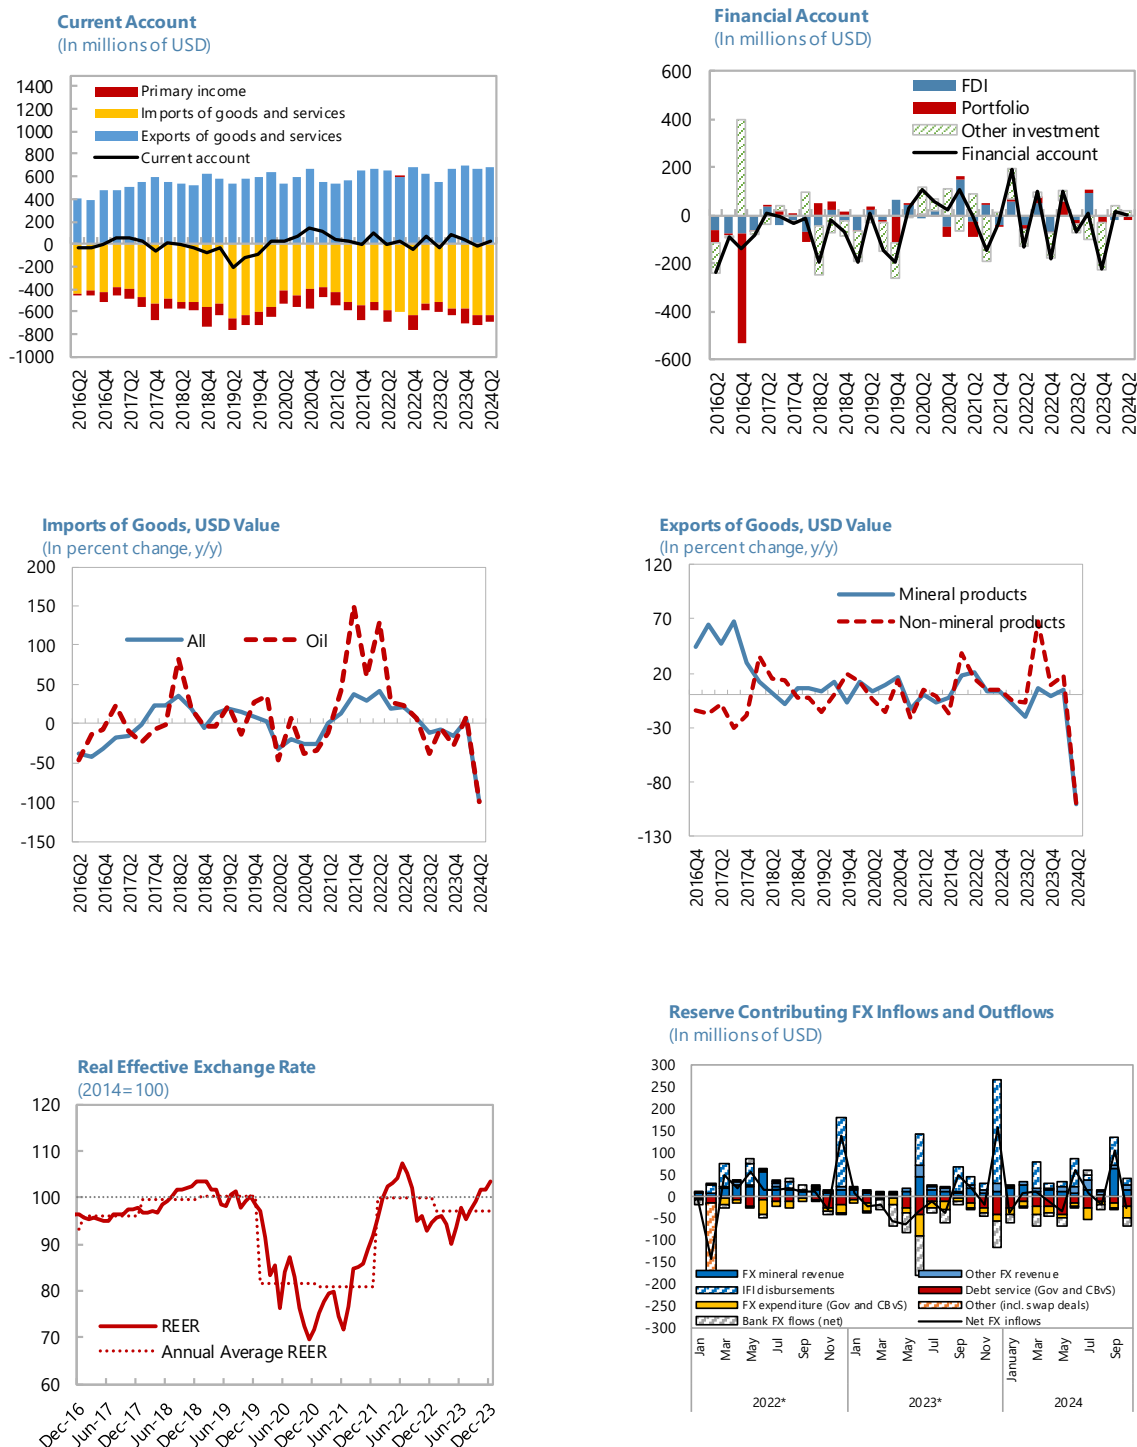 Current Account
(In millions of USD)
1400
1200
1000
800
600
400
200
0
-200
-400
-600
-800
-1000
Primary income
Imports of goods and services
Exports of goods and services
Current account
2016Q2
2016Q4
2017Q2
2017Q4
2018Q2
2018Q4
2019Q2
2019Q4
2020Q2
2020Q4
2021Q2
2021Q4
2022Q2
2022Q4
2023Q2
2023Q4
2024Q2
Financial Account
(In millions of USD)
600
400
200
0
-200
-400
-600
FDI
Portfolio
Other investment
Financial account
2016Q2
2016Q4
2017Q2
2017Q4
2018Q2
2018Q4
2019Q2
2019Q4
2020Q2
2020Q4
2021Q2
2021Q4
2022Q2
2022Q4
2023Q2
2023Q4
2024Q2
Imports of Goods, USD Value
(In percent change, y/y)
200
150
100
50
0
-50
-100
-150
All
Oil
2016Q2
2016Q4
2017Q2
2017Q4
2018Q2
2018Q4
2019Q2
2019Q4
2020Q2
2020Q4
2021Q2
2021Q4
2022Q2
2022Q4
2023Q2
2023Q4
2024Q2
Exports of Goods, USD Value
(In percent change, y/y)
120
70
20
-30
-80
-130
Mineral products
Non-mineral products
2016Q4
2017Q2
2017Q4
2018Q2
2018Q4
2019Q2
2019Q4
2020Q2
2020Q4
2021Q2
2021Q4
2022Q2
2022Q4
2023Q2
2023Q4
2024Q2
Real Effective Exchange Rate
(2014=100)
120
110
100
90
80
70
60
REER
Annual Average REER
Dec-16
Jun-17
Dec-17
Jun-18
Dec-18
Jun-19
Dec-19
Jun-20
Dec-20
Jun-21
Dec-21
Jun-22
Dec-22
Jun-23
Dec-23
Reserve Contributing FX Inflows and Outflows
(In millions of USD)
300
250
200
150
100
50
0
-50
-100
-150
-200
-250
-300
FX mineral revenue
Other FX revenue
IFI disbursements
Debt service (Gov and CBvS)
FX expenditure (Gov and CBvS)
Other (incl. swap deals)
Bank FX flows (net)
Net FX inflows
Jan
Mar
May
Jul
Sep
Nov
Jan
Mar
May
Jul
Sep
Nov
January
Mar
May
Jul
Sep
2022*
2023*
2024